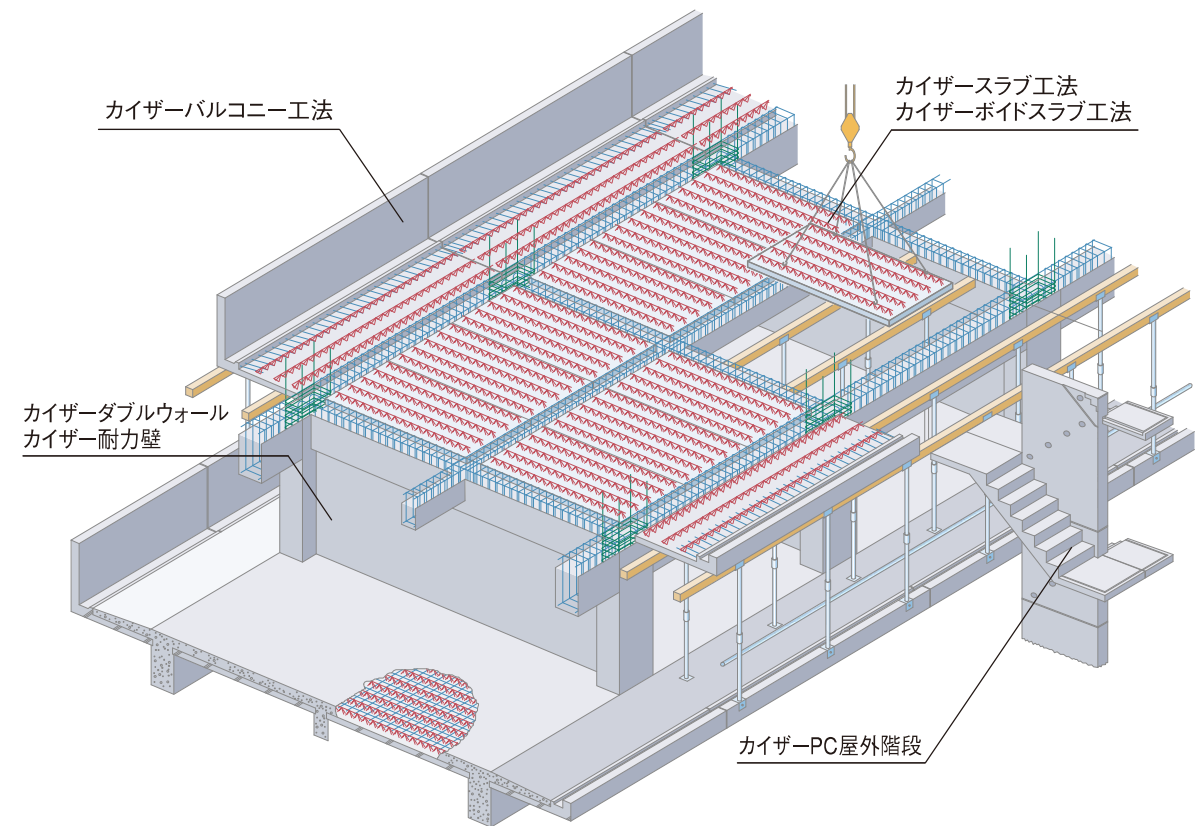 カイザーバルコニー工法
カイザースラブ工法
カイザーボイドスラブ工法
カイザーダブルウォール
カイザー耐力壁
カイザーPC屋外階段